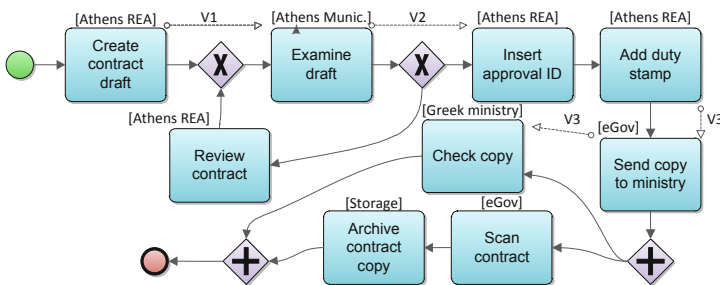 [Athens REA] V1 [Athens Munic.] V2 [Athens REA] [Athens REA]
Create
contract
draft
X
Examine
draft
X
Insert
approval ID
Add duty
stamp
[Athens REA]
Review
contract
[Greek ministry]
Check copy
V3
[eGov]
V3
Send copy
to ministry
[Storage]
Archive
contract
copy
[eGov]
Scan
contract